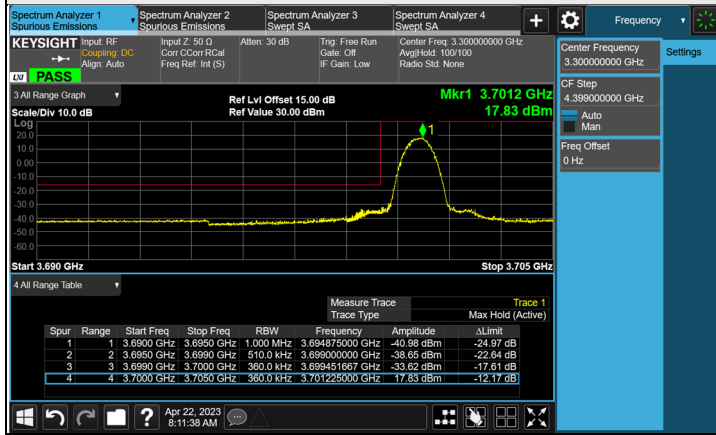 Spectrum Analyzer 1
Spurious Emissions
Spectrum Analyzer 2
Spurious Emissions
Spectrum Analyzer 3
Swept SA
Spectrum Analyzer 4
Swept SA
+
Frequency
KEYSIGHT
LXI
PASS
Input: RF
Coupling: DC
Align: Auto
Input Z: 50 Ω
Corr CCorr RCal
Freq Ref: Int (S)
Atten: 30 dB
Trig: Free Run
Gate: Off
IF Gain: Low
Center Freq: 3.300000000 GHz
Avg|Hold: 100/100
Radio Std: None
Center Frequency
3.300000000 GHz
Settings
CF Step
4.399000000 GHz
Auto
Man
Freq Offset
0 Hz
3 All Range Graph
Scale/Div 10.0 dB
Ref Lvl Offset 15.00 dB
Ref Value 30.00 dBm
Mkr1 3.7012 GHz
17.83 dBm
Log
20.0
10.0
0.00
-10.0
-20.0
-30.0
-40.0
-50.0
-60.0
1
Start 3.690 GHz
Stop 3.705 GHz
4 All Range Table
Measure Trace Trace 1
Trace Type Max Hold (Active)
Spur Range Start Freq Stop Freq RBW Frequency Amplitude ΔLimit
1 1 3.6900 GHz 3.6950 GHz 1.000 MHz 3.694875000 GHz -40.98 dBm -24.97 dB
2 2 3.6950 GHz 3.6990 GHz 510.0 kHz 3.699000000 GHz -38.65 dBm -22.64 dB
3 3 3.6990 GHz 3.7000 GHz 360.0 kHz 3.699451667 GHz -33.62 dBm -17.61 dB
4 4 3.7000 GHz 3.7050 GHz 360.0 kHz 3.701225000 GHz 17.83 dBm -12.17 dB
?
Apr 22, 2023
8:11:38 AM